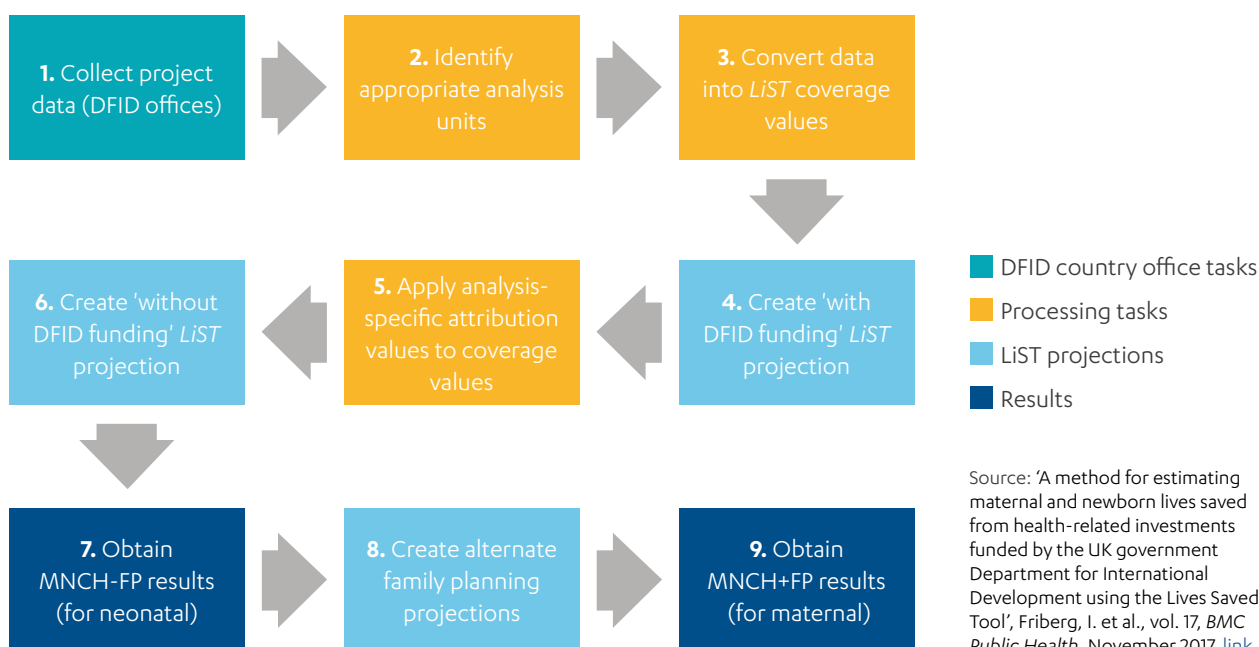 1. Collect project
data (DFID offices)
2. Identify
appropriate analysis
units
3. Convert data
into LiST coverage
values
4. Create 'with
DFID funding' LiST
projection
5. Apply analysis-
specific attribution
values to coverage
values
6. Create 'without
DFID funding' LiST
projection
7. Obtain
MNCH-FP results
(for neonatal)
8. Create alternate
family planning
projections
9. Obtain
MNCH+FP results
(for maternal)
DFID country office tasks
Processing tasks
LiST projections
Results
Source: 'A method for estimating
maternal and newborn lives saved
from health-related investments
funded by the UK government
Department for International
Development using the Lives Saved
Tool', Friberg, I. et al., vol. 17, BMC
Public Health, November 2017, link